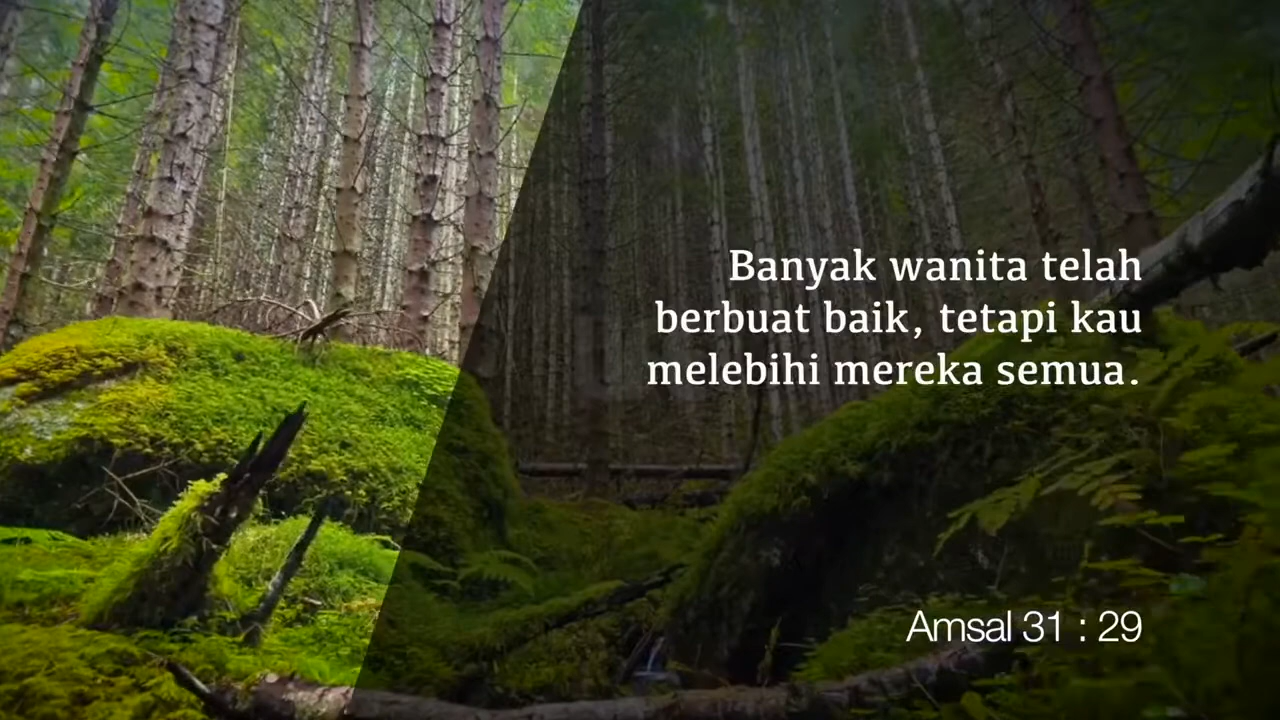 Banyak wanita telah
berbuat baik, tetapi kau
melebihi mereka semua.
Amsal 31 : 29